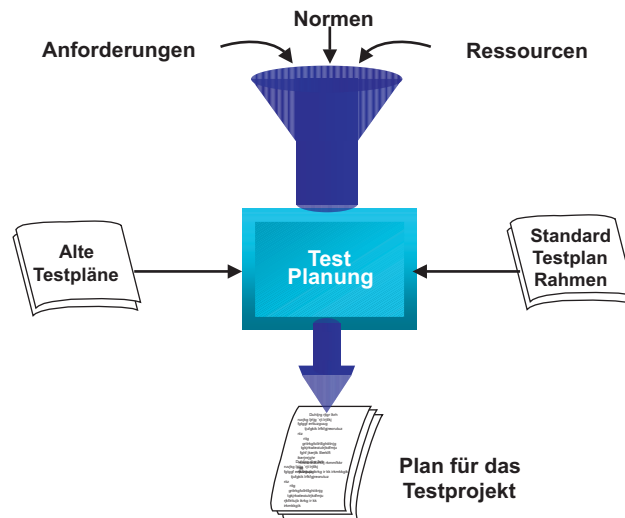 Normen
Anforderungen
Ressourcen
Alte
Testpläne
Test
Planung
Standard
Testplan
Rahmen
Plan für das
Testprojekt